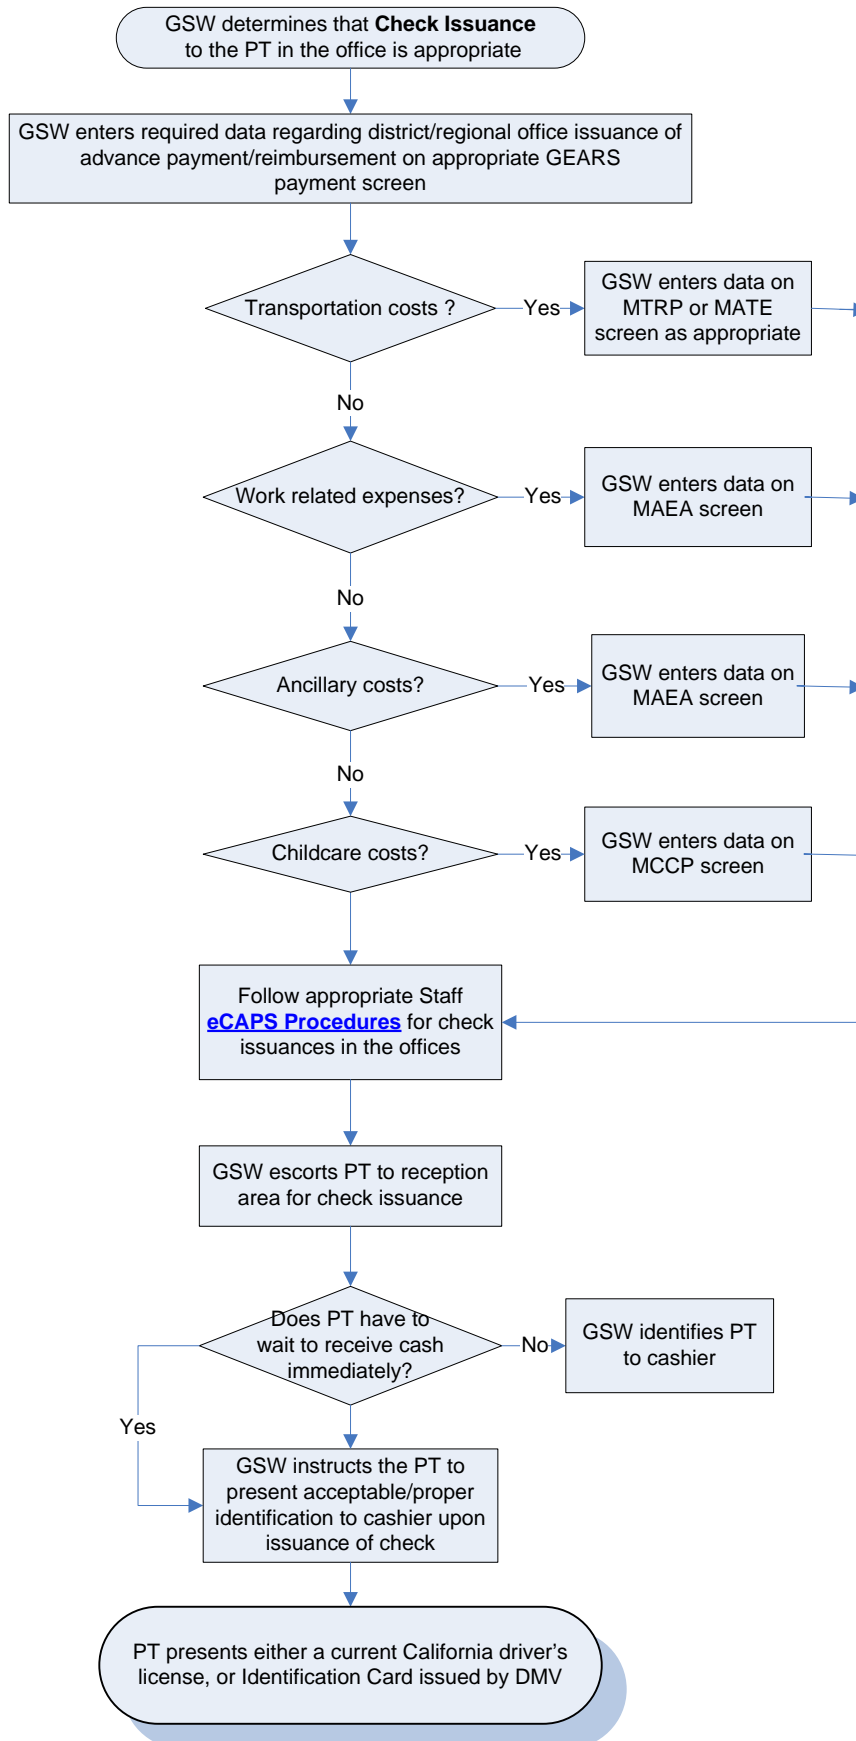 GSW determines that Check Issuance
to the PT in the office is appropriate
GSW enters required data regarding district/regional office issuance of
advance payment/reimbursement on appropriate GEARS
payment screen
Transportation costs ?
Yes
GSW enters data on
MTRP or MATE
screen as appropriate
No
Work related expenses?
Yes
GSW enters data on
MAEA screen
No
Ancillary costs?
Yes
GSW enters data on
MAEA screen
No
Childcare costs?
Yes
GSW enters data on
MCCP screen
Follow appropriate Staff
eCAPS Procedures for check
issuances in the offices
GSW escorts PT to reception
area for check issuance
Does PT have to
wait to receive cash
immediately?
No
GSW identifies PT
to cashier
Yes
GSW instructs the PT to
present acceptable/proper
identification to cashier upon
issuance of check
PT presents either a current California driver's
license, or Identification Card issued by DMV